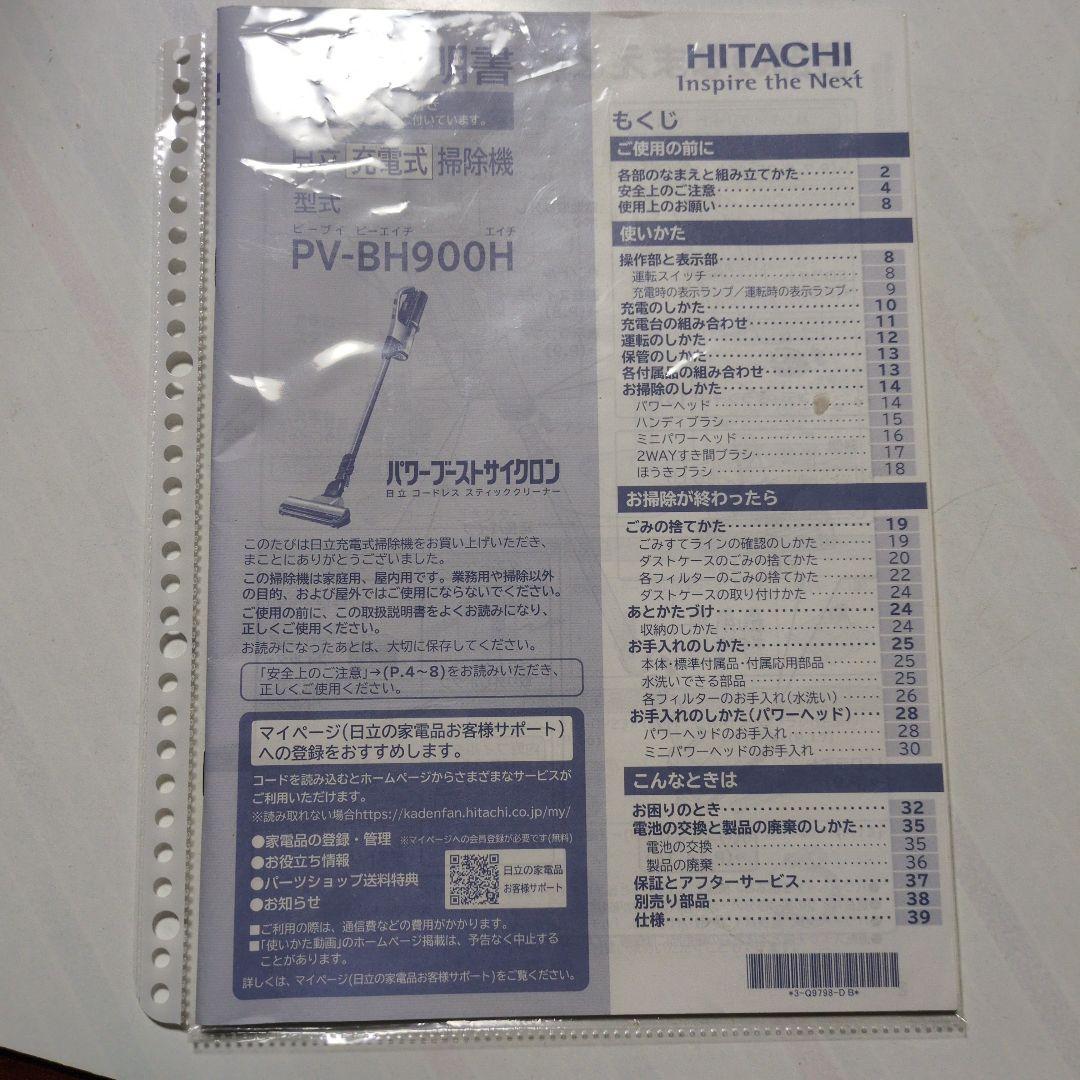 明書
付いています。
日立 充電式 掃除機
型式
ピーブイ ビーエイチ エイチ
PV-BH900H
パワーブーストサイクロン
日立 コードレス スティッククリーナー
このたびは日立充電式掃除機をお買い上げいただき、
まことにありがとうございました。
この掃除機は家庭用、屋内用です。業務用や掃除以外
の目的、および屋外ではご使用にならないでください。
ご使用の前に、この取扱説明書をよくお読みになり、
正しくご使用ください。
お読みになったあとは、大切に保存してください。
「安全上のご注意」→(P.4~8)をお読みいただき、
正しくご使用ください。
マイページ(日立の家電品お客様サポート)
への登録をおすすめします。
コードを読み込むとホームページからさまざまなサービスが
ご利用いただけます。
※読み取れない場合https://kadenfan.hitachi.co.jp/my/
●家電品の登録・管理 ※マイページへの会員登録が必要です(無料)
●お役立ち情報
●パーツショップ送料特典
●お知らせ
日立の家電品
お客様サポート
■ご利用の際は、通信費などの費用がかかります。
■「使いかた動画」のホームページ掲載は、予告なく中止する
ことがあります。
詳しくは、マイページ(日立の家電品お客様サポート)をご覧ください。
HITACHI
Inspire the Next
もくじ
ご使用の前に
各部のなまえと組み立てかた········ 2
安全上のご注意··················· 4
使用上のお願い··················· 8
使いかた
操作部と表示部··················· 8
運転スイッチ····················· 8
充電時の表示ランプ/運転時の表示ランプ·· 9
充電のしかた····················· 10
充電台の組み合わせ··············· 11
運転のしかた····················· 12
保管のしかた····················· 13
各付属品の組み合わせ············· 13
お掃除のしかた··················· 14
パワーヘッド····················· 14
ハンディブラシ··················· 15
ミニパワーヘッド················· 16
2WAYすき間ブラシ················ 17
ほうきブラシ····················· 18
お掃除が終わったら
ごみの捨てかた··················· 19
ごみすてラインの確認のしかた······ 19
ダストケースのごみの捨てかた······ 20
各フィルターのごみの捨てかた······ 22
ダストケースの取り付けかた········ 24
あとかたづけ····················· 24
収納のしかた····················· 24
お手入れのしかた················· 25
本体・標準付属品・付属応用部品····· 25
水洗いできる部品················· 25
各フィルターのお手入れ(水洗い)···· 26
お手入れのしかた(パワーヘッド)···· 28
パワーヘッドのお手入れ··········· 28
ミニパワーヘッドのお手入れ········ 30
こんなときは
お困りのとき····················· 32
電池の交換と製品の廃棄のしかた···· 35
電池の交換······················· 35
製品の廃棄······················· 36
保証とアフターサービス··········· 37
別売り部品······················· 38
仕様····························· 39
*3-Q9798-D B*